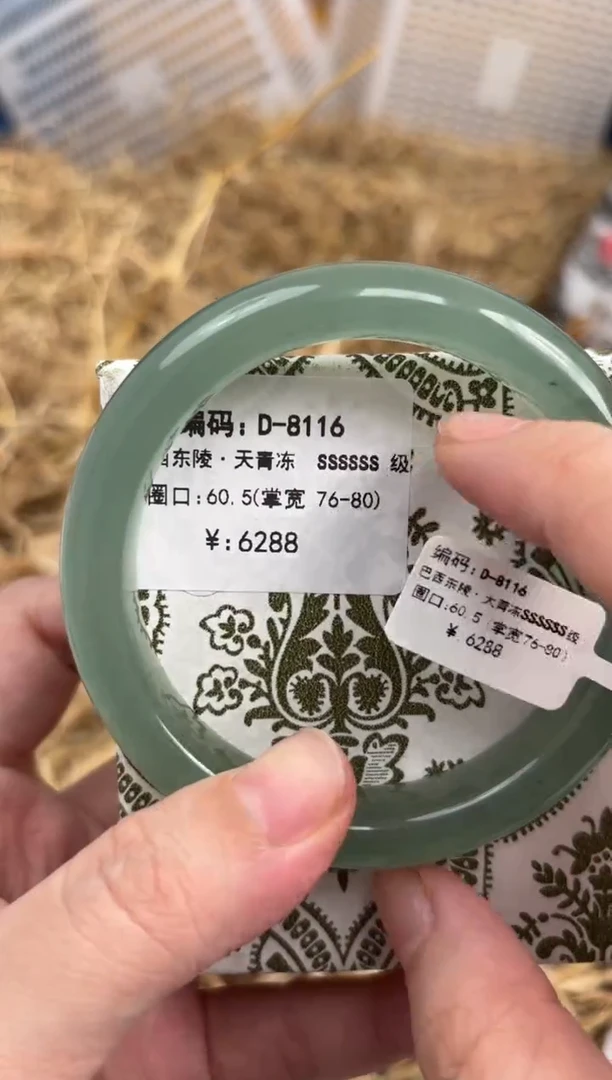 编码：D-8116
西东陵·天青冻 SSSSSS 级
圈口：60.5(掌宽 76-80)
￥：6288
编码：D-8116
巴西东陵·天青冻SSSSSS级
圈口：60.5(掌宽76-80)
￥：6288